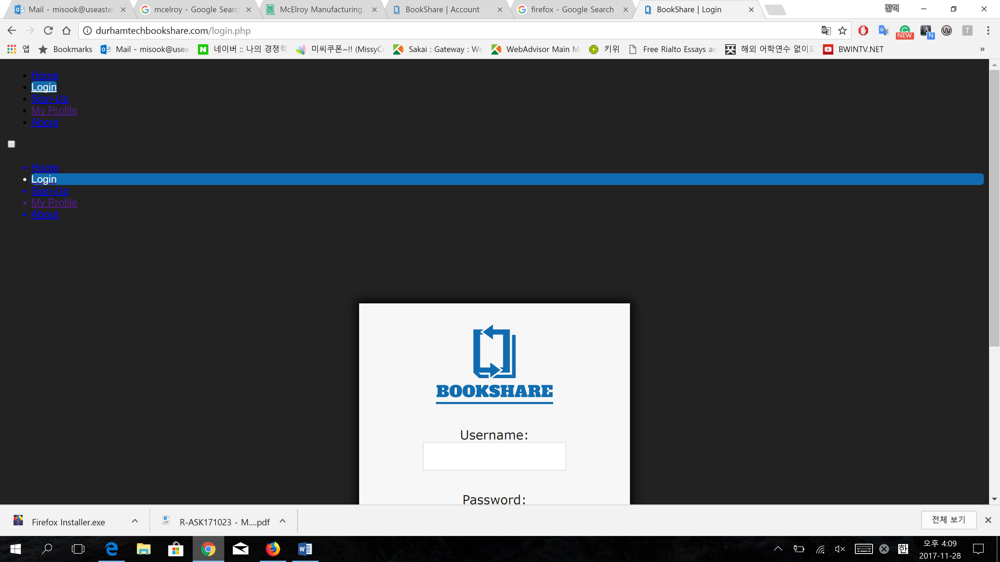 Mail - misook@useaster
mcelroy - Google Searc
McElroy Manufacturing,
BookShare | Account
firefox - Google Search
BookShare | Login
진혁
durhamtechbookshare.com/login.php
NEW
A
N
W
T
앱
Bookmarks
Mail - misook@usea
네이버 :: 나의 경쟁력
미씨쿠폰~!! (MissyCo
Sakai : Gateway : We
WebAdvisor Main M
키위
Free Rialto Essays an
해외 어학연수 없이도
BWINTV.NET
»
Home
Login
Sign-Up
My Profile
About
Home
Login
Sign-Up
My Profile
About
BOOKSHARE
Username:
Password:
Firefox Installer.exe
R-ASK171023 - M....pdf
전체 보기
한
오후 4:09
2017-11-28